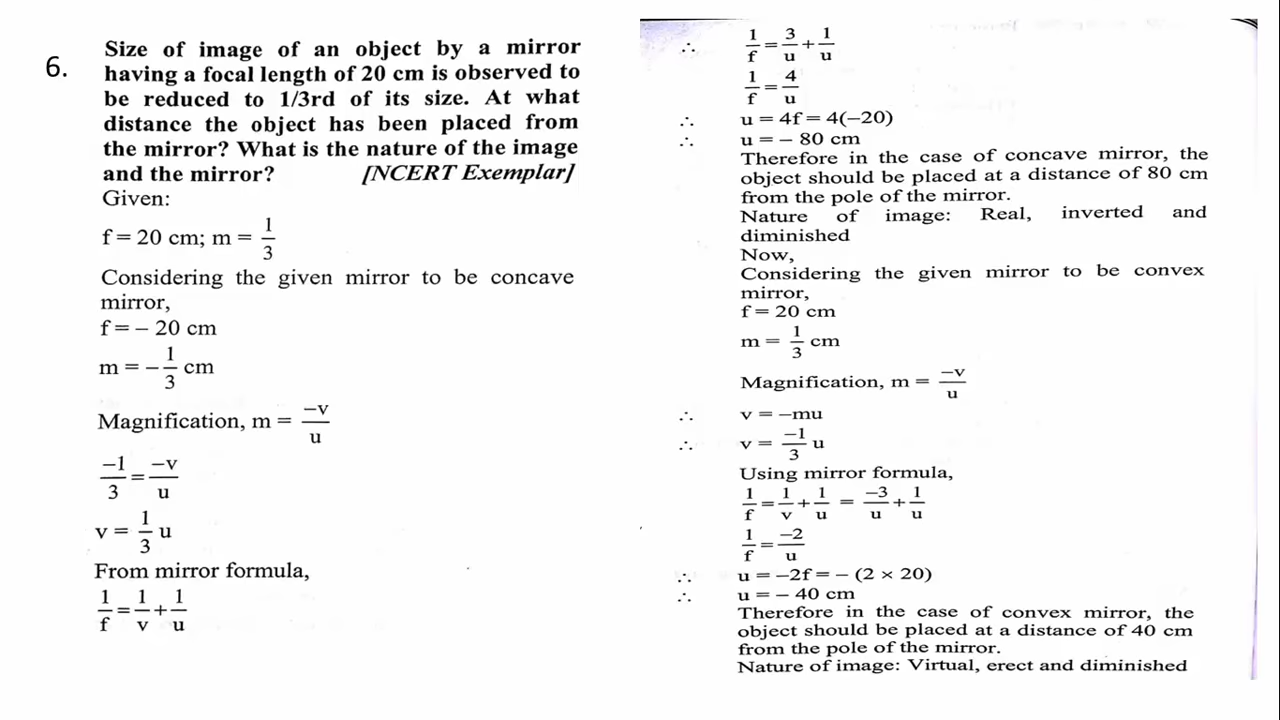 6.
Size of image of an object by a mirror
having a focal length of 20 cm is observed to
be reduced to 1/3rd of its size. At what
distance the object has been placed from
the mirror? What is the nature of the image
and the mirror? [NCERT Exemplar]
Given:
f = 20 cm; m = 1/3
Considering the given mirror to be concave
mirror,
f = – 20 cm
m = – 1/3 cm
Magnification, m = –v/u
–1/3 = –v/u
v = 1/3 u
From mirror formula,
1/f = 1/v + 1/u
∴ 1/f = 3/u + 1/u
1/f = 4/u
∴ u = 4f = 4(–20)
∴ u = – 80 cm
Therefore in the case of concave mirror, the
object should be placed at a distance of 80 cm
from the pole of the mirror.
Nature of image: Real, inverted and
diminished
Now,
Considering the given mirror to be convex
mirror,
f = 20 cm
m = 1/3 cm
Magnification, m = –v/u
∴ v = –mu
∴ v = –1/3 u
Using mirror formula,
1/f = 1/v + 1/u = –3/u + 1/u
1/f = –2/u
∴ u = –2f = – (2 × 20)
∴ u = – 40 cm
Therefore in the case of convex mirror, the
object should be placed at a distance of 40 cm
from the pole of the mirror.
Nature of image: Virtual, erect and diminished